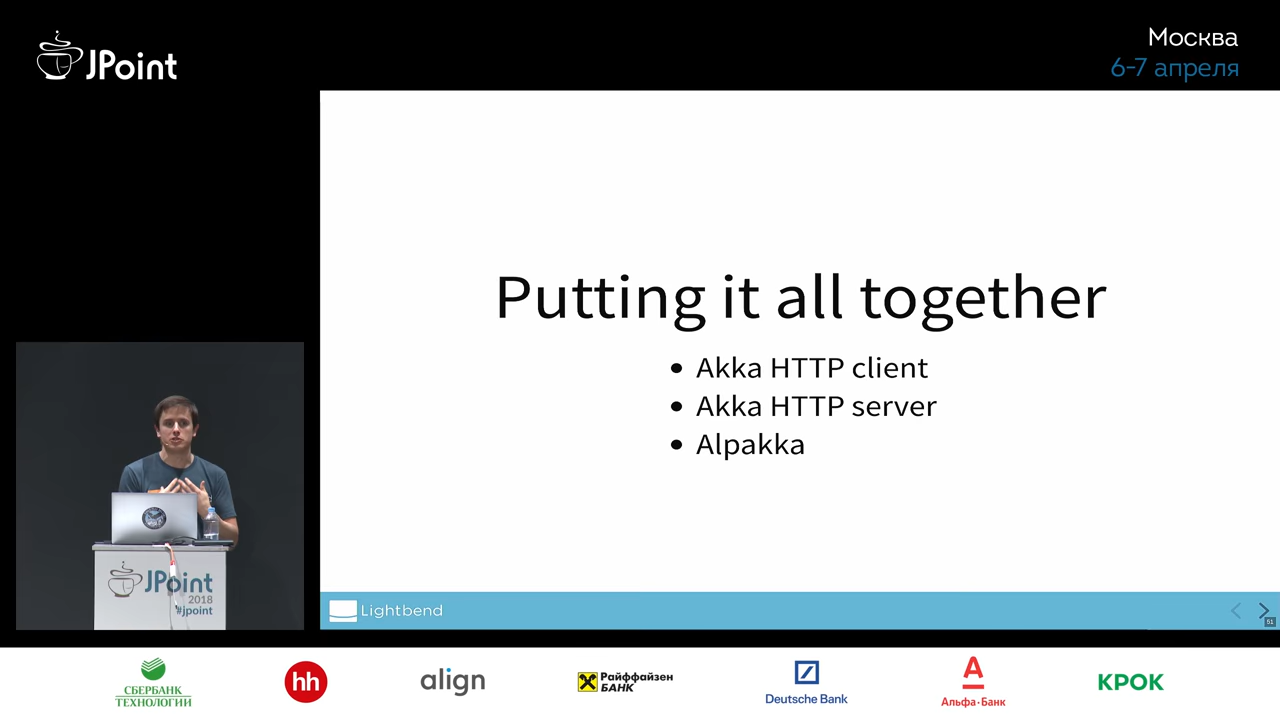 JPoint
Москва
6-7 апреля
Putting it all together
• Akka HTTP client
• Akka HTTP server
• Alpakka
Lightbend
51
JPoint
2018
#jpoint
СБЕРБАНК
ТЕХНОЛОГИИ
hh
align
Райффайзен
БАНК
Deutsche Bank
А
Альфа·Банк
КРОК